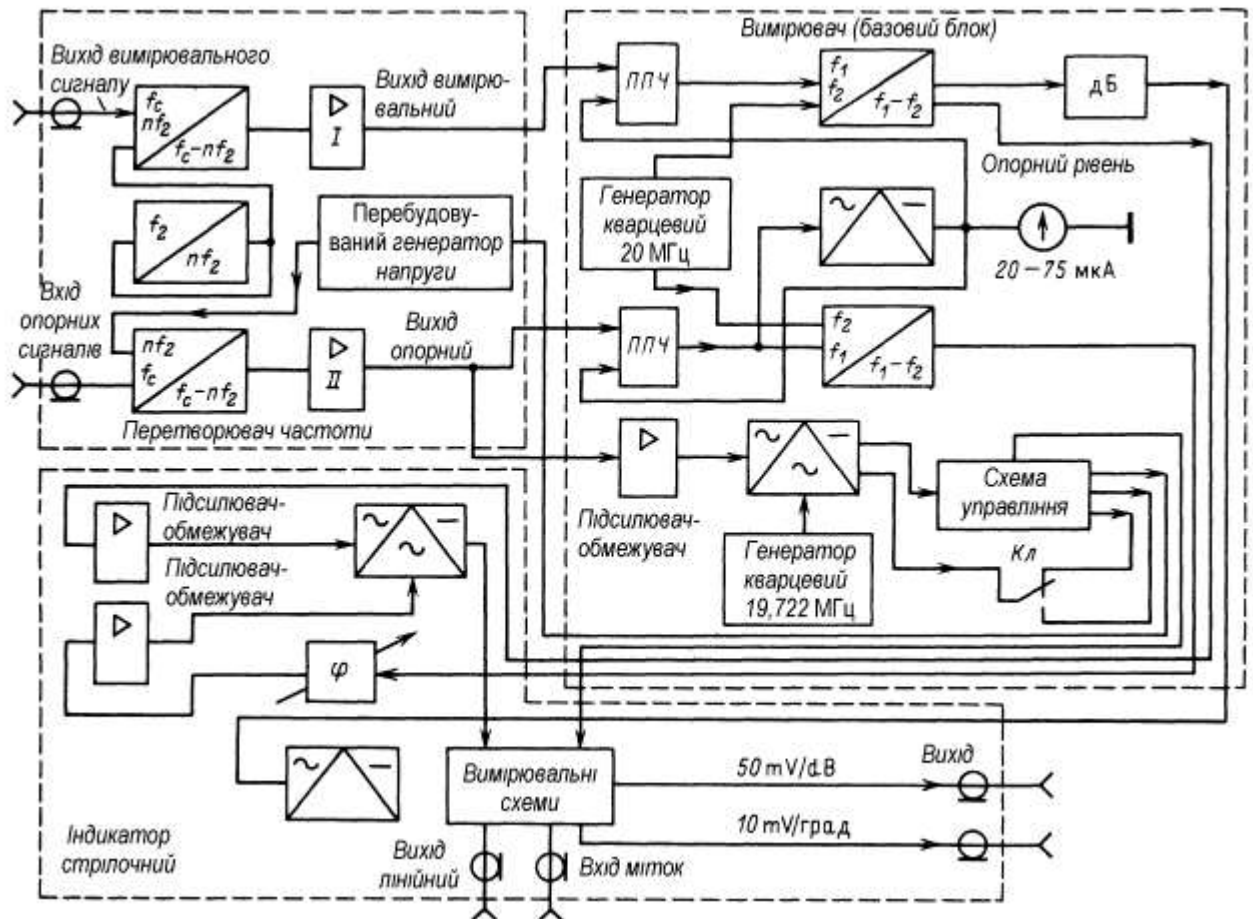 Вихід вимірювального
сигналу
fc
nf2
fc–nf2
I
Вихід вимірю-
вальний
f2
nf2
Перебудову-
ваний генератор
напруги
Вхід
опорних
сигналів
nf2
fc
fc–nf2
II
Вихід
опорний
Перетворювач частоти
Вимірювач (базовий блок)
ППЧ
f1
f2
f1–f2
дБ
Опорний рівень
Генератор
кварцевий
20 МГц
~ —
20–75 мкА
ППЧ
f2
f1
f1–f2
Підсилювач-
обмежувач
~ —
~
Схема
управління
Генератор
кварцевий
19,722 МГц
Кл
Підсилювач-
обмежувач
Підсилювач-
обмежувач
~ —
~
φ
~ —
Вимірювальні
схеми
50 mV/d.B
Вихід
10 mV/град
Індикатор
стрілочний
Вихід
лінійний
Вхід міток